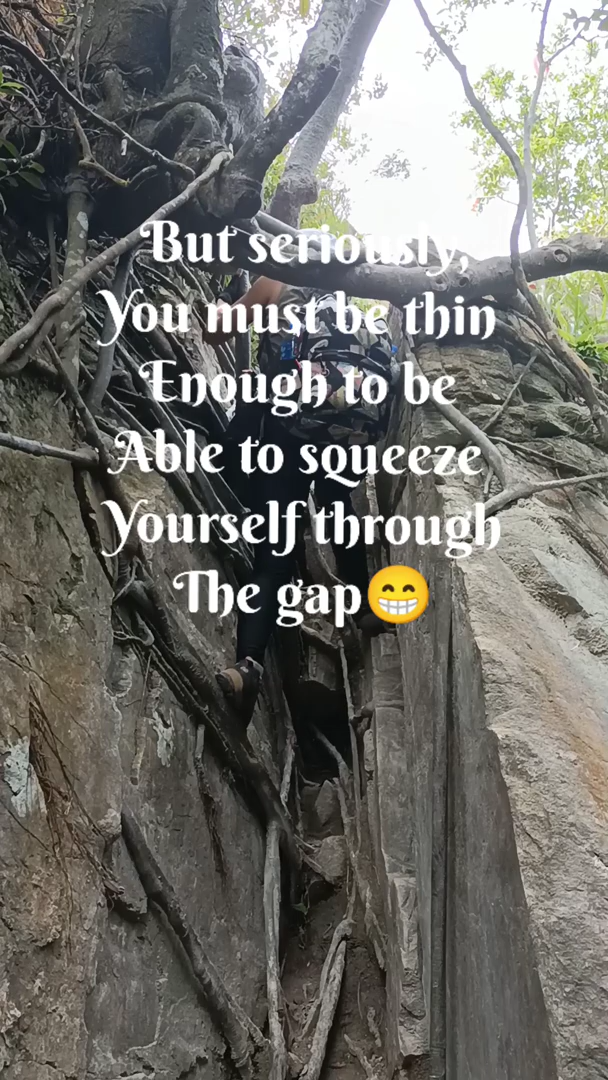 But seriously,
You must be thin
Enough to be
Able to squeeze
Yourself through
The gap😁